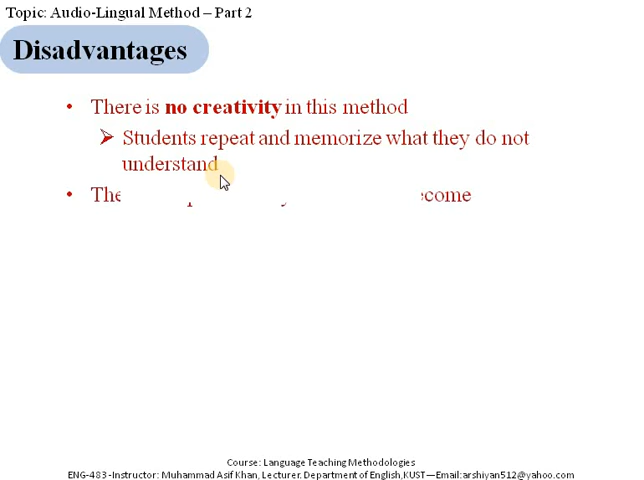 Topic: Audio-Lingual Method – Part 2
Disadvantages
• There is no creativity in this method
➢ Students repeat and memorize what they do not
understand
• The
Course: Language Teaching Methodologies
ENG-483 -Instructor: Muhammad Asif Khan, Lecturer. Department of English,KUST—Email:arshiyan512@yahoo.com